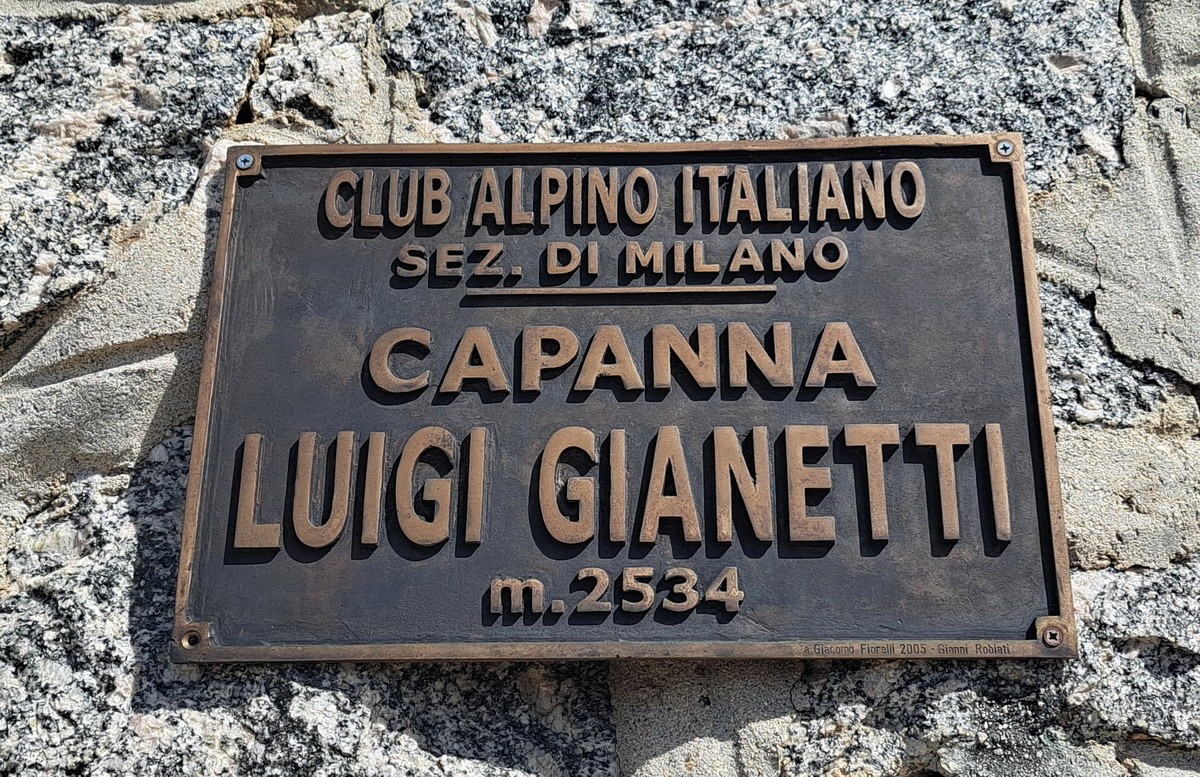 CLUB ALPINO ITALIANO
SEZ. DI MILANO
CAPANNA
LUIGI GIANETTI
m.2534
a Giacomo Fiorelli 2005 - Gianni Robiati